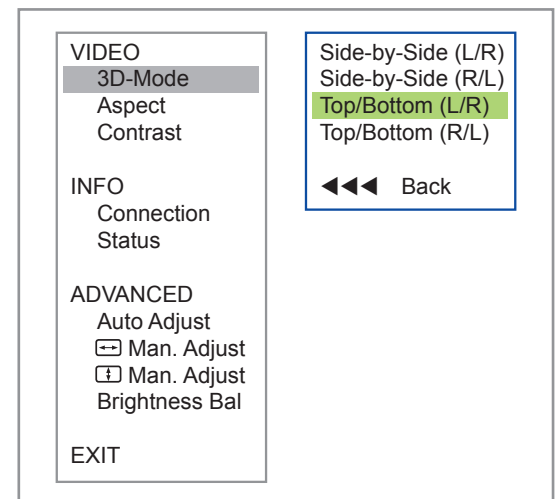 VIDEO
3D-Mode
Aspect
Contrast
INFO
Connection
Status
ADVANCED
Auto Adjust
Man. Adjust
Man. Adjust
Brightness Bal
EXIT
Side-by-Side (L/R)
Side-by-Side (R/L)
Top/Bottom (L/R)
Top/Bottom (R/L)
◀◀◀ Back